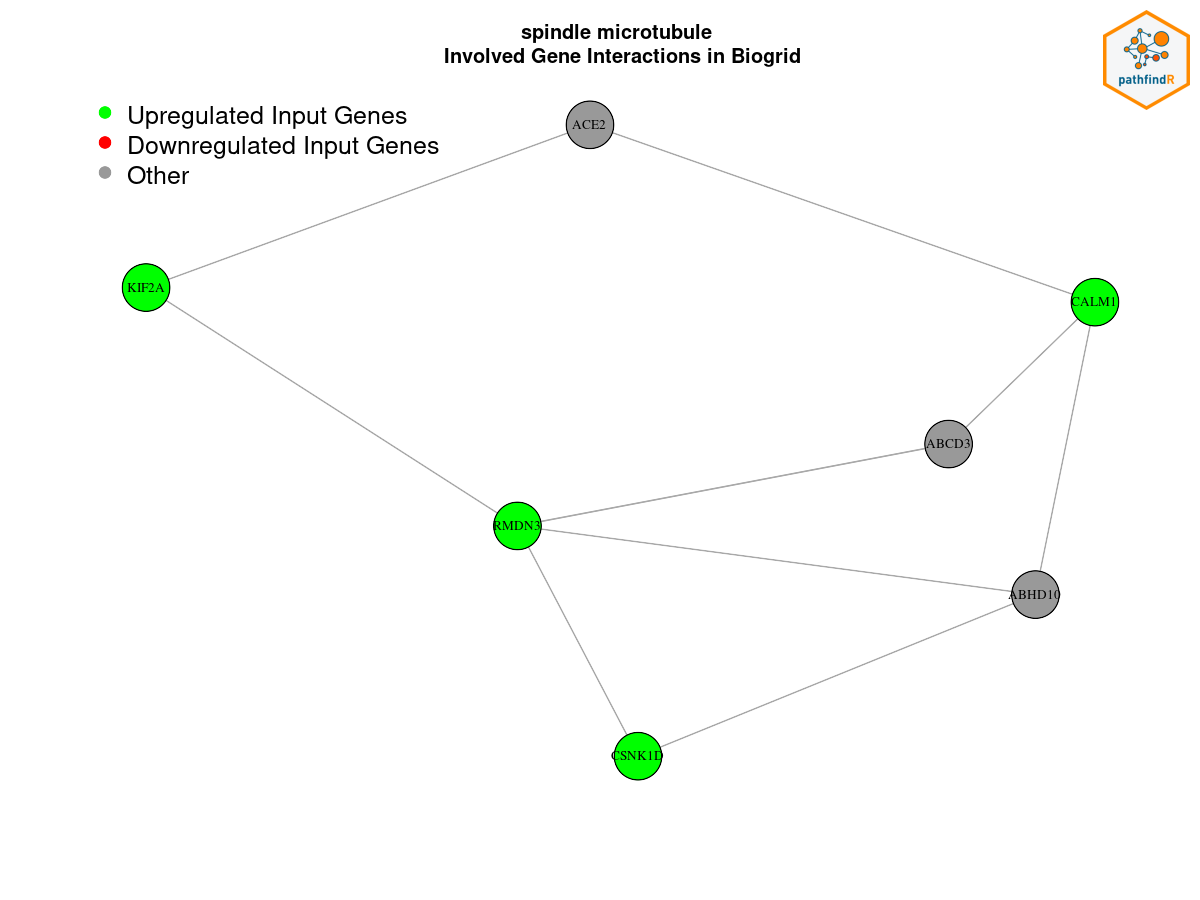 spindle microtubule
Involved Gene Interactions in Biogrid
pathfindR
Upregulated Input Genes
Downregulated Input Genes
Other
ACE2
KIF2A
CALM1
ABCD3
RMDN3
ABHD10
CSNK1D